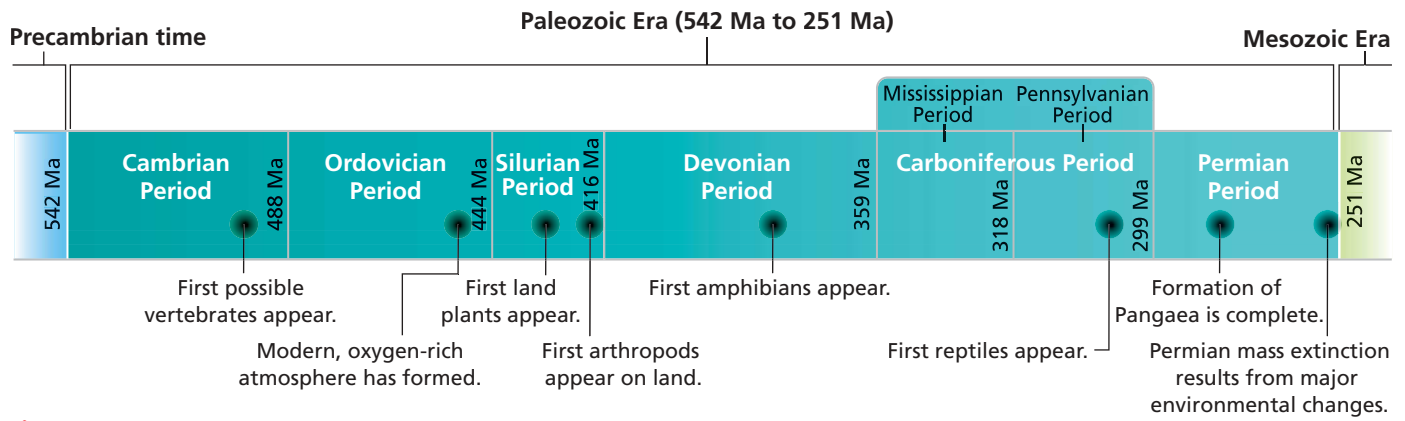 Paleozoic Era (542 Ma to 251 Ma)
Precambrian time
Mesozoic Era
Mississippian
Period
Pennsylvanian
Period
542 Ma
Cambrian
Period
488 Ma
Ordovician
Period
444 Ma
Silurian
Period
416 Ma
Devonian
Period
359 Ma
Carboniferous Period
318 Ma
299 Ma
Permian
Period
251 Ma
First possible
vertebrates appear.
Modern, oxygen-rich
atmosphere has formed.
First land
plants appear.
First arthropods
appear on land.
First amphibians appear.
First reptiles appear.
Formation of
Pangaea is complete.
Permian mass extinction
results from major
environmental changes.